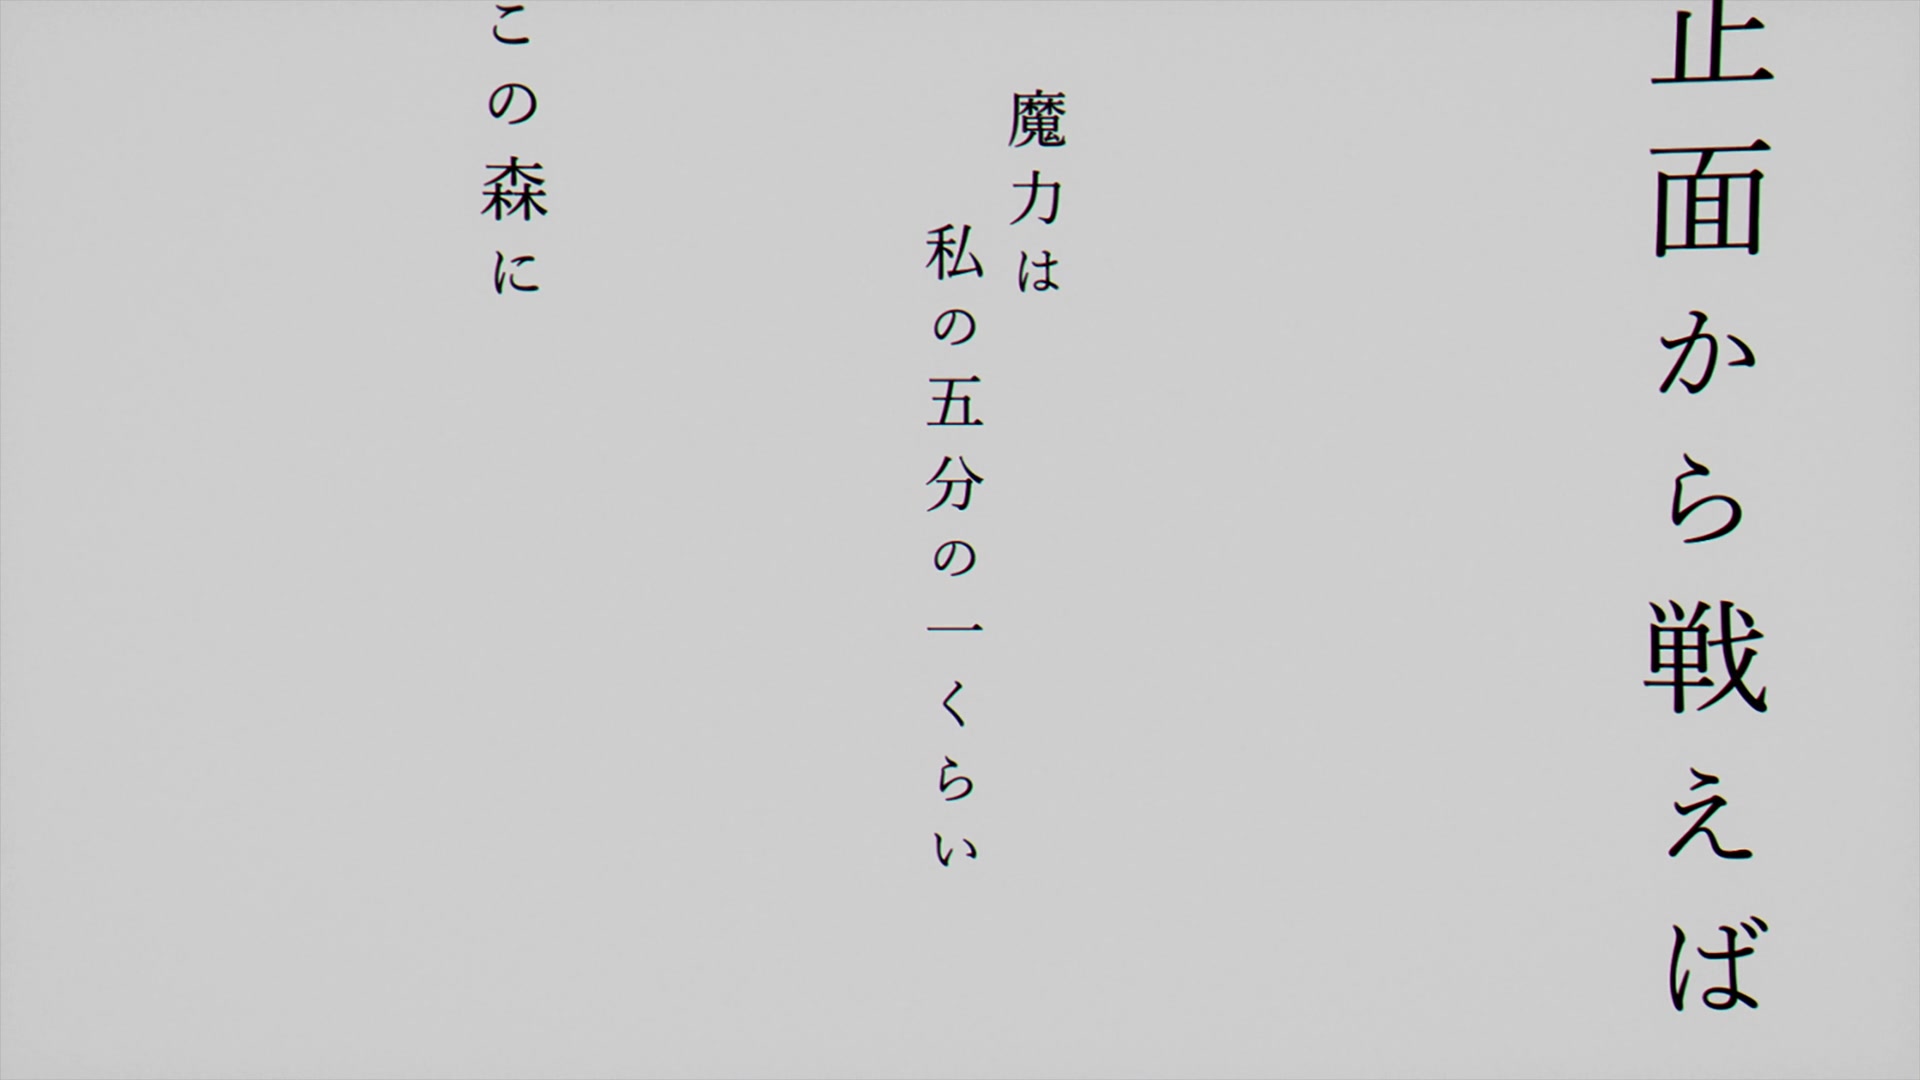 正面から戦えば
魔力は
私の五分の一くらい
この森に